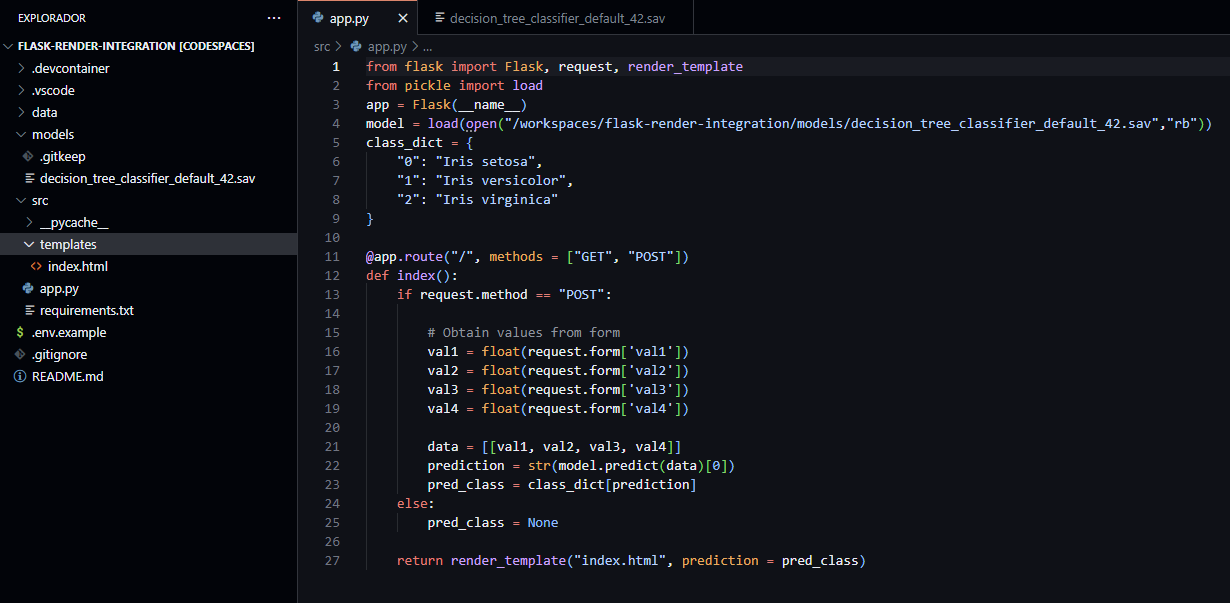 EXPLORADOR ...
FLASK-RENDER-INTEGRATION [CODESPACES]
.devcontainer
.vscode
data
models
.gitkeep
decision_tree_classifier_default_42.sav
src
__pycache__
templates
index.html
app.py
requirements.txt
$ .env.example
.gitignore
README.md
app.py × decision_tree_classifier_default_42.sav
src > app.py > ...
1 from flask import Flask, request, render_template
2 from pickle import load
3 app = Flask(__name__)
4 model = load(open("/workspaces/flask-render-integration/models/decision_tree_classifier_default_42.sav","rb"))
5 class_dict = {
6     "0": "Iris setosa",
7     "1": "Iris versicolor",
8     "2": "Iris virginica"
9 }
10
11 @app.route("/", methods = ["GET", "POST"])
12 def index():
13     if request.method == "POST":
14
15         # Obtain values from form
16         val1 = float(request.form['val1'])
17         val2 = float(request.form['val2'])
18         val3 = float(request.form['val3'])
19         val4 = float(request.form['val4'])
20
21         data = [[val1, val2, val3, val4]]
22         prediction = str(model.predict(data)[0])
23         pred_class = class_dict[prediction]
24     else:
25         pred_class = None
26
27     return render_template("index.html", prediction = pred_class)